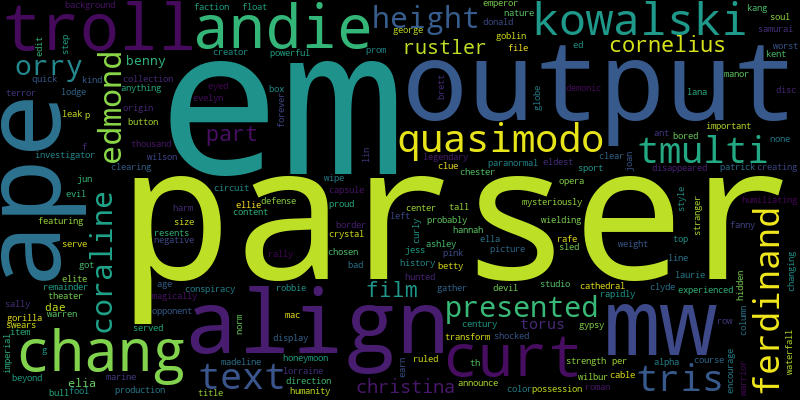 background faction float nature emperor kang
troll andie height george donald goblin file kowalski soul samurai
edit step creator powerful prom rustler ed cornelius worst
orry benny box output kent
quick kind collection anything eyed evelyn forever brett globe lana manor
terror lodge origin demonic disc
ape em leak p button part quasimodo ant bored important none
edmond thousand lin legendary clue paranormal eldest clear joan tmulti
f investigator wilson clearing wipe chester sport disappeared patrick creating
jun circuit capsule opera mysteriously
evil harm ellie defense proud center tall wielding style humilisting
featuring size content border left probably stranger
coraline resents negative crystal curly hannah rafe weight top fanny
serve parser chosen jess ashley ella pink picture sled line
got age bad history betty cathedral laurie
elite conspiracy robbie hunted gather devil studio clyde experienced changing
remainder magically film rapidly hidden
sally theater opponent presented ferdinand
gorilla dae warren mac century torus gypsy column
swears served align norm rally transform shocked mw row
item chang display ruled curt strength per waterfall
imperial g madeline honeymoon th alpha course
beyond elia text lorraine direction earn wilbur cable tris encourage
marine humanity christina announce color possession roman warrior
bull fool production title